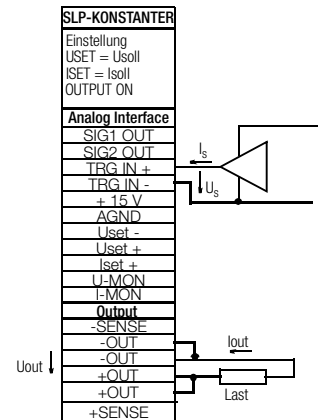 SLP-KONSTANTER
Einstellung
USET = Usoll
ISET = Isoll
OUTPUT ON
Analog Interface
SIG1 OUT
SIG2 OUT
TRG IN +
TRG IN -
+ 15 V
AGND
Uset -
Uset +
Iset +
U-MON
I-MON
Output
-SENSE
-OUT
-OUT
+OUT
+OUT
+SENSE
Is
Us
Uout
Iout
Last